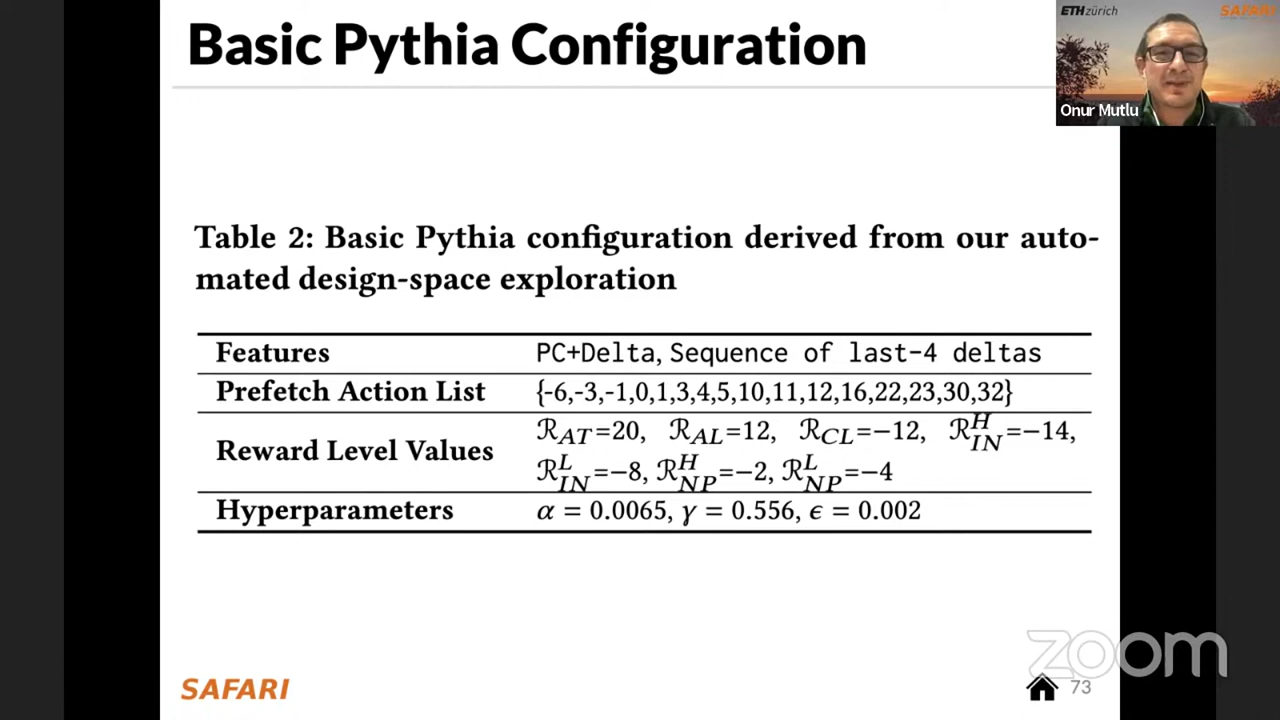 Basic Pythia Configuration
ETH zürich
SAFARI
Onur Mutlu
Table 2: Basic Pythia configuration derived from our auto-
mated design-space exploration
Features PC+Delta, Sequence of last-4 deltas
Prefetch Action List {-6,-3,-1,0,1,3,4,5,10,11,12,16,22,23,30,32}
Reward Level Values ℛ_AT=20, ℛ_AL=12, ℛ_CL=−12, ℛ^H_IN=−14,
ℛ^L_IN=−8, ℛ^H_NP=−2, ℛ^L_NP=−4
Hyperparameters α = 0.0065, γ = 0.556, ϵ = 0.002
zoom
SAFARI
73